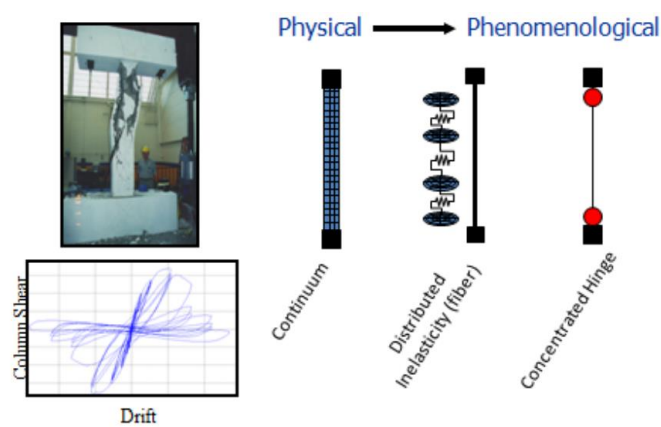 Physical
Phenomenological
Column Shear
Drift
Continuum
Distributed
Inelasticity (fiber)
Concentrated Hinge